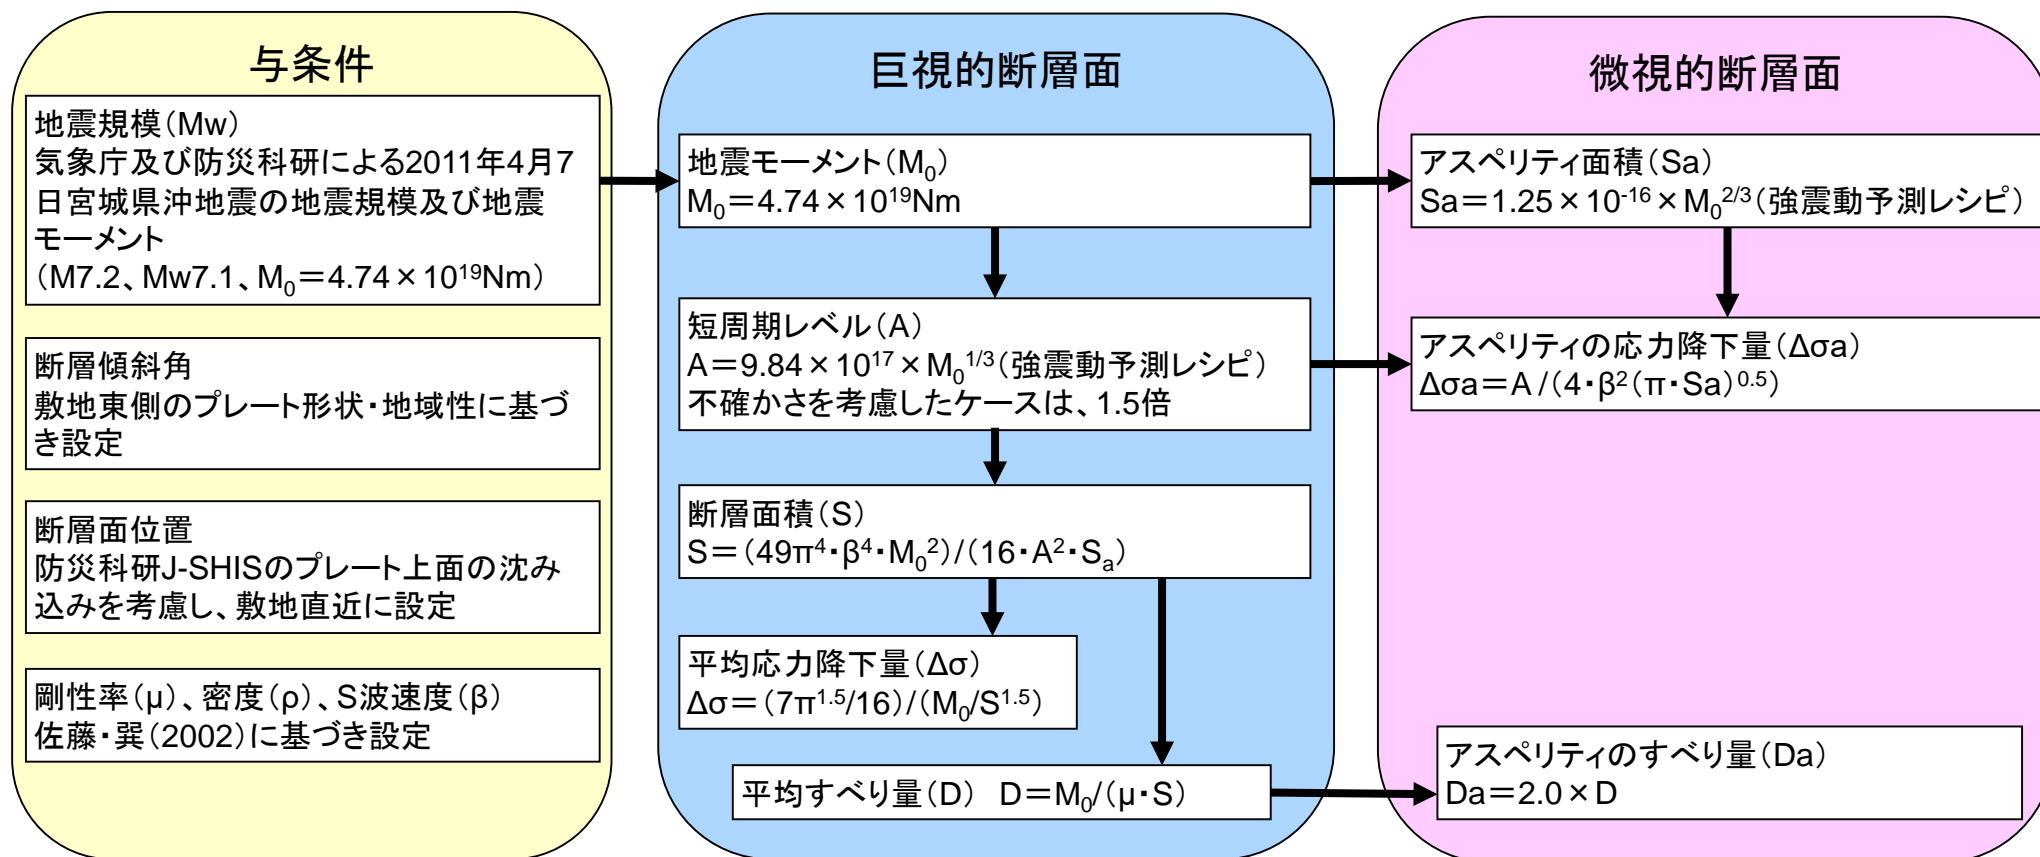 与条件
地震規模（Mw）
気象庁及び防災科研による2011年4月7
日宮城県沖地震の地震規模及び地震
モーメント
（M7.2、Mw7.1、M₀＝4.74×10¹⁹Nm）
断層傾斜角
敷地東側のプレート形状・地域性に基づ
き設定
断層面位置
防災科研J-SHISのプレート上面の沈み
込みを考慮し、敷地直近に設定
剛性率（μ）、密度（ρ）、S波速度（β）
佐藤・巽（2002）に基づき設定
巨視的断層面
地震モーメント（M₀）
M₀＝4.74×10¹⁹Nm
短周期レベル（A）
A＝9.84×10¹⁷×M₀^1/3（強震動予測レシピ）
不確かさを考慮したケースは、1.5倍
断層面積（S）
S＝（49π⁴・β⁴・M₀²）/（16・A²・Sₐ）
平均応力降下量（Δσ）
Δσ＝（7π^1.5/16）/（M₀/S^1.5）
平均すべり量（D） D＝M₀/（μ・S）
微視的断層面
アスペリティ面積（Sa）
Sa＝1.25×10⁻¹⁶×M₀^2/3（強震動予測レシピ）
アスペリティの応力降下量（Δσa）
Δσa＝A/（4・β²（π・Sa）^0.5）
アスペリティのすべり量（Da）
Da＝2.0×D